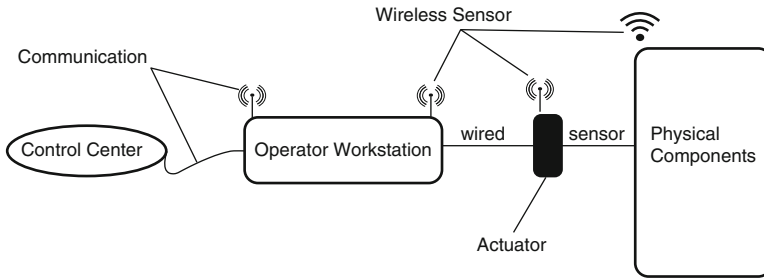 Wireless Sensor
Communication
Control Center
Operator Workstation
wired
sensor
Physical
Components
Actuator